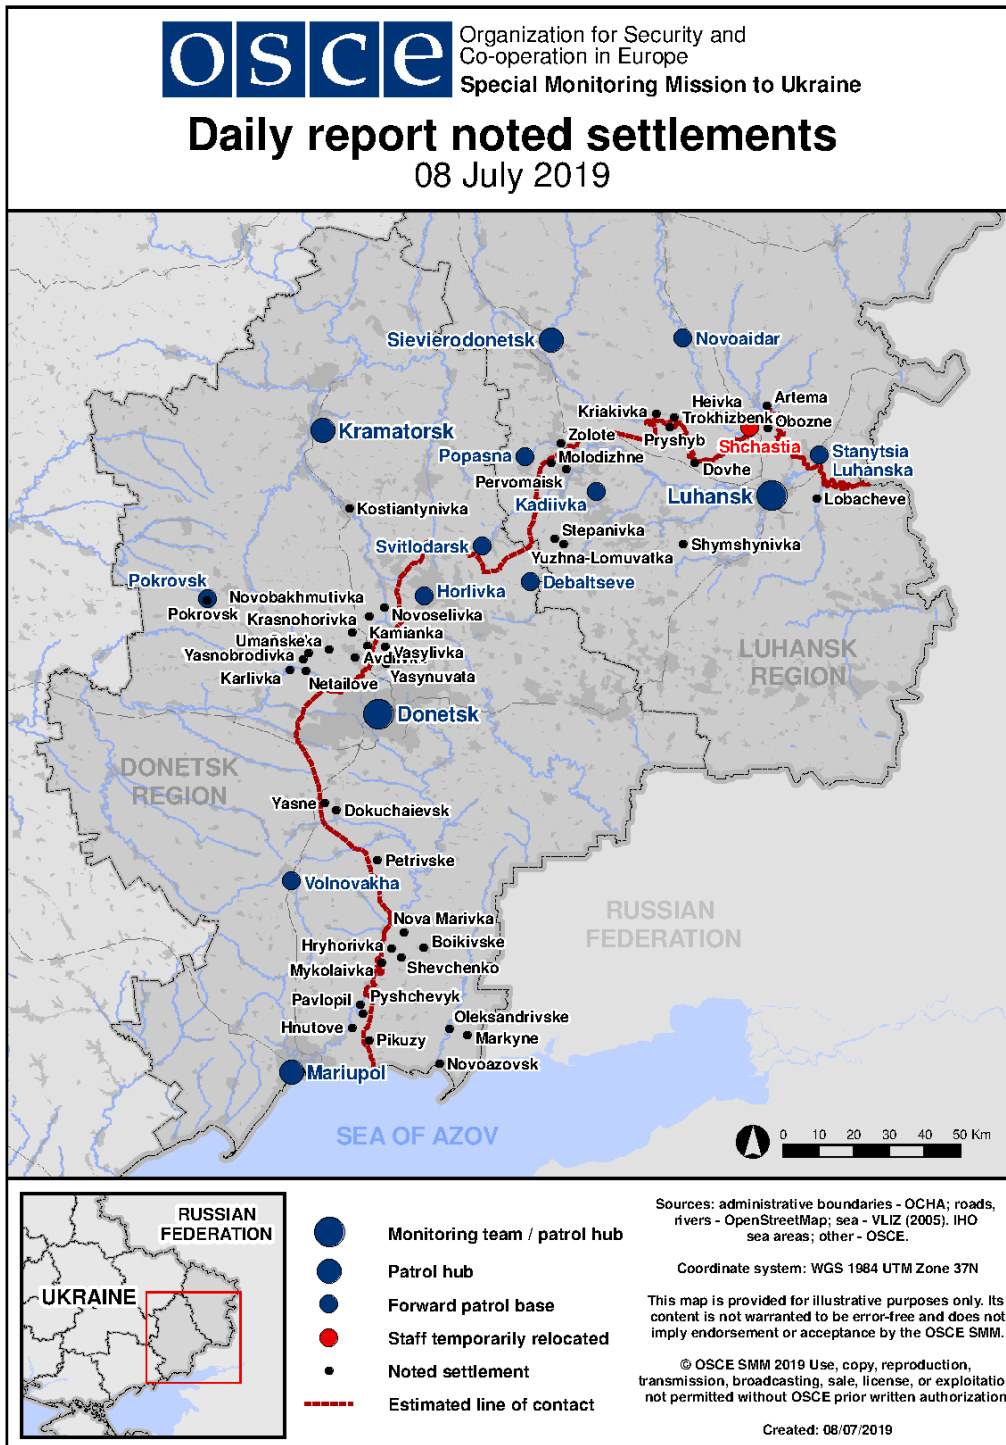 osce
Organization for Security and
Co-operation in Europe
Special Monitoring Mission to Ukraine
Daily report noted settlements
08 July 2019
Sievierodonetsk
Novoaidar
Heivka
Artema
Kriakivka
Trokhizbenk
Obozne
Kramatorsk
Zolote
Pryshyb
Shchastia
Popasna
Molodizhne
Stanytsia
Luhanska
Pervomaisk
Dovhe
Kadiivka
Luhansk
Lobacheve
Kostiantynivka
Stepanivka
Svitlodarsk
Yuzhna-Lomuvatka
Shymshynivka
Pokrovsk
Debaltseve
Pokrovsk
Novobakhmutivka
Horlivka
Krasnohorivka
Novoselivka
Kamianka
Yasnobrodivka
Vasylivka
Karlivka
Netailove
Yasynuvata
LUHANSK
REGION
Donetsk
DONETSK
REGION
Yasne
Dokuchaievsk
Petrivske
Volnovakha
RUSSIAN
FEDERATION
Nova Marivka
Hryhorivka
Boikivske
Mykolaivka
Shevchenko
Pavlopil
Pyshchevyk
Oleksandrivske
Hnutove
Pikuzy
Markyne
Novoazovsk
Mariupol
SEA OF AZOV
0 10 20 30 40 50 Km
RUSSIAN
FEDERATION
UKRAINE
Monitoring team / patrol hub
Patrol hub
Forward patrol base
Staff temporarily relocated
Noted settlement
Estimated line of contact
Sources: administrative boundaries - OCHA; roads,
rivers - OpenStreetMap; sea - VLIZ (2005). IHO
sea areas; other - OSCE.
Coordinate system: WGS 1984 UTM Zone 37N
This map is provided for illustrative purposes only. Its
content is not warranted to be error-free and does not
imply endorsement or acceptance by the OSCE SMM.
© OSCE SMM 2019 Use, copy, reproduction,
transmission, broadcasting, sale, license, or exploitatio
not permitted without OSCE prior written authorization
Created: 08/07/2019